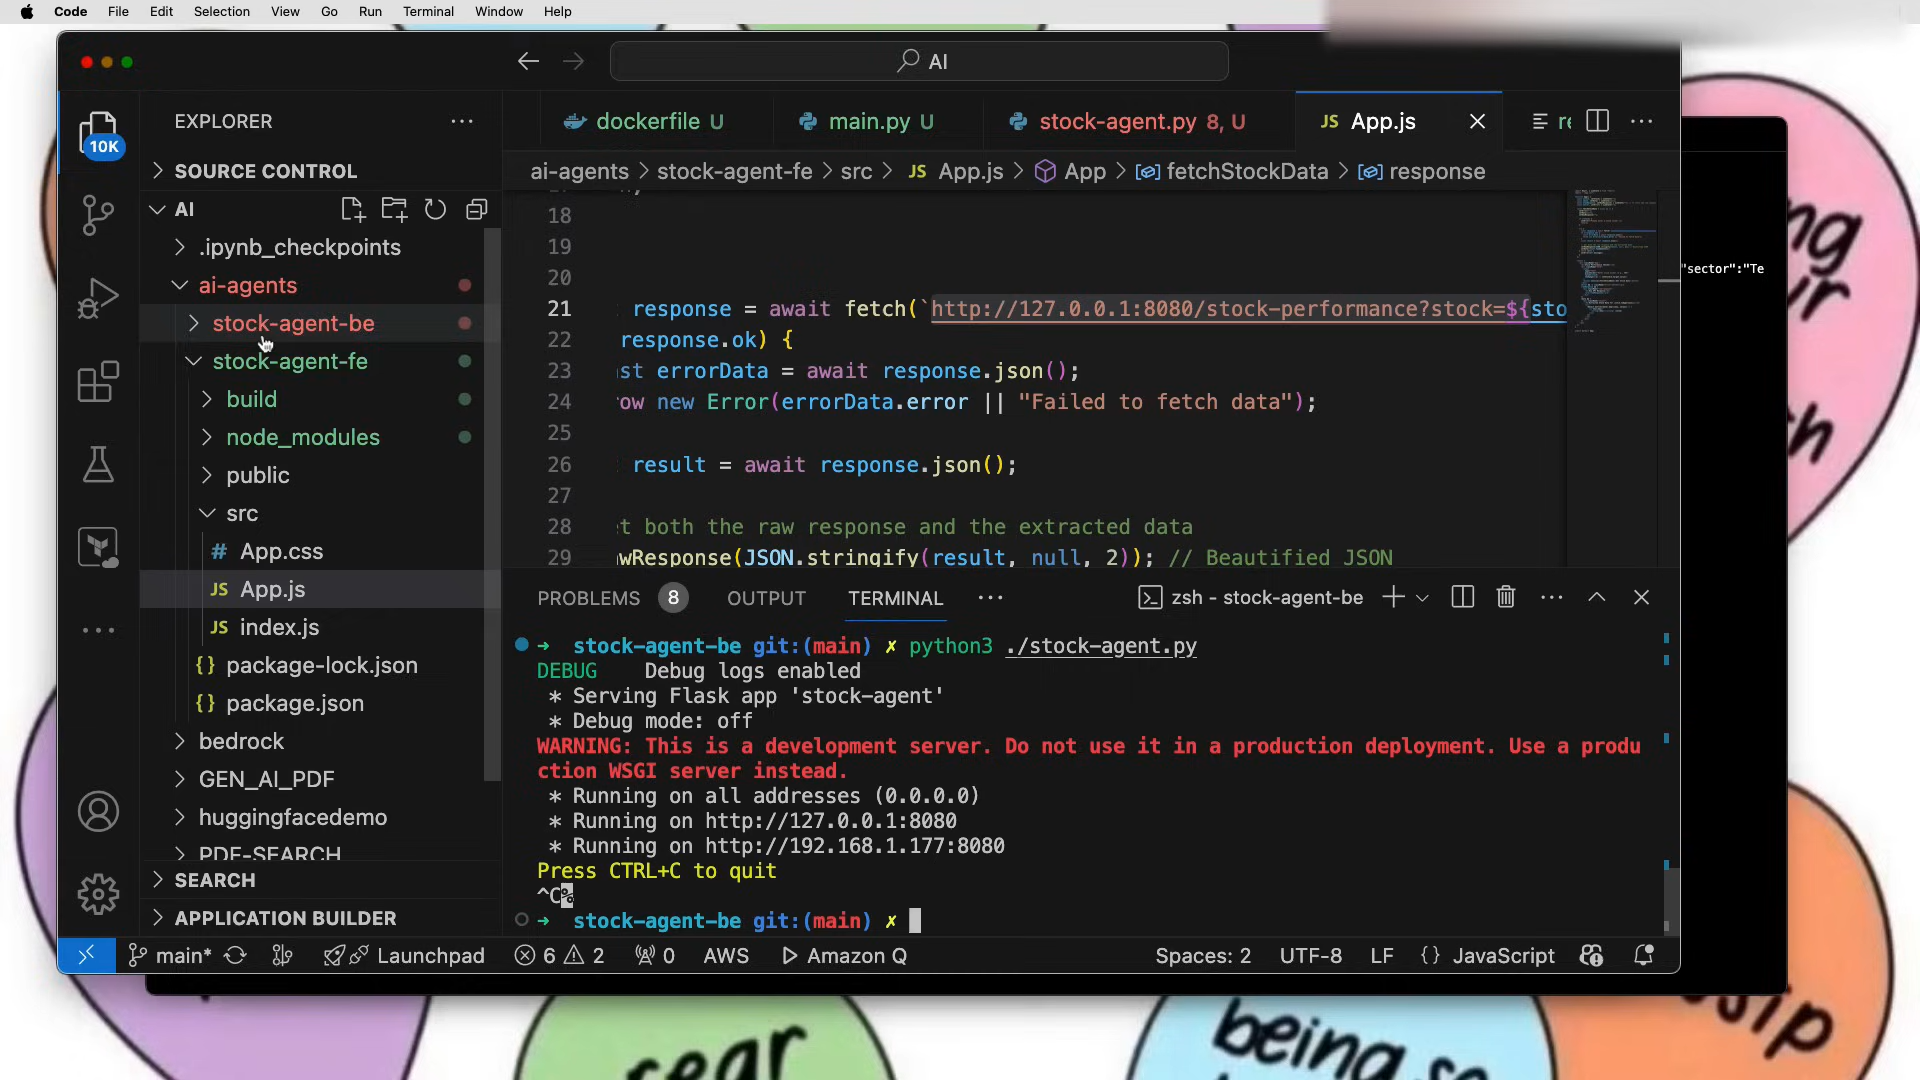 Code File Edit Selection View Go Run Terminal Window Help
AI
EXPLORER
10K
SOURCE CONTROL
AI
.ipynb_checkpoints
ai-agents
stock-agent-be
stock-agent-fe
build
node_modules
public
src
# App.css
JS App.js
JS index.js
{} package-lock.json
{} package.json
bedrock
GEN_AI_PDF
huggingfacedemo
PDF-SEARCH
SEARCH
APPLICATION BUILDER
dockerfile U
main.py U
stock-agent.py 8, U
JS App.js
ai-agents > stock-agent-fe > src > JS App.js > App > fetchStockData > response
18
19
20
21 response = await fetch(`http://127.0.0.1:8080/stock-performance?stock=${sto
22 response.ok) {
23 st errorData = await response.json();
24 ow new Error(errorData.error || "Failed to fetch data");
25
26 result = await response.json();
27
28 t both the raw response and the extracted data
29 wResponse(JSON.stringify(result, null, 2)); // Beautified JSON
PROBLEMS 8 OUTPUT TERMINAL ··· zsh - stock-agent-be
➜ stock-agent-be git:(main) ✗ python3 ./stock-agent.py
DEBUG Debug logs enabled
* Serving Flask app 'stock-agent'
* Debug mode: off
WARNING: This is a development server. Do not use it in a production deployment. Use a produ
ction WSGI server instead.
* Running on all addresses (0.0.0.0)
* Running on http://127.0.0.1:8080
* Running on http://192.168.1.177:8080
Press CTRL+C to quit
^C%
➜ stock-agent-be git:(main) ✗
main* Launchpad 6 2 0 AWS Amazon Q Spaces: 2 UTF-8 LF {} JavaScript
"sector":"Te
being so